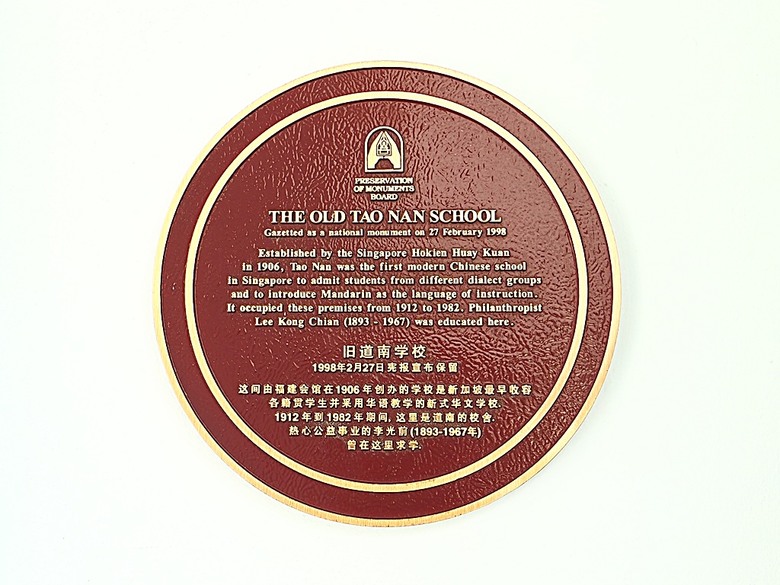 PRESERVATION
OF MONUMENTS
BOARD
THE OLD TAO NAN SCHOOL
Gazetted as a national monument on 27 February 1998
Established by the Singapore Hokien Huay Kuan
in 1906, Tao Nan was the first modern Chinese school
in Singapore to admit students from different dialect groups
and to introduce Mandarin as the language of instruction.
It occupied these premises from 1912 to 1982. Philanthropist
Lee Kong Chian (1893 - 1967) was educated here.
旧道南学校
1998年2月27日宪报宣布保留
这间由福建会馆在1906年创办的学校是新加坡最早收容
各籍贯学生并采用华语教学的新式华文学校.
1912年到1982年期间, 这里是道南的校舍.
热心公益事业的李光前 (1893-1967年)
曾在这里求学.